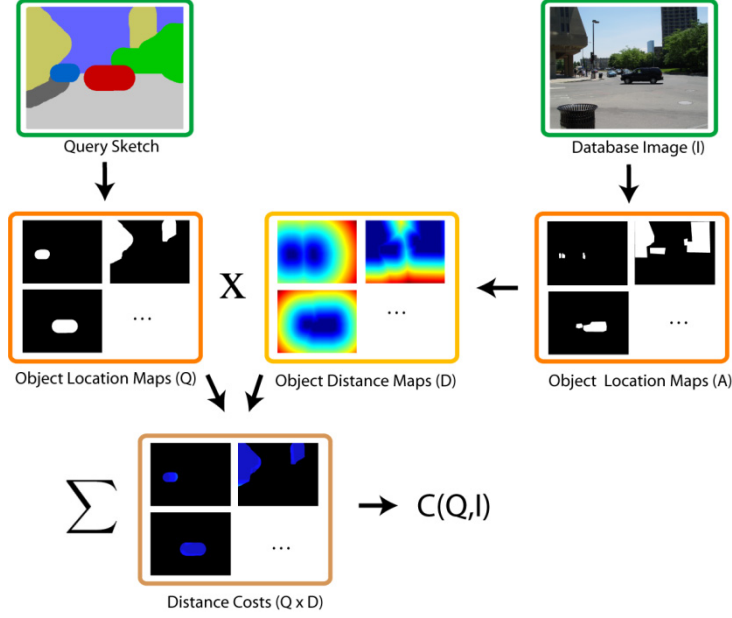 Query Sketch
Database Image (I)
...
X
...
...
Object Location Maps (Q)
Object Distance Maps (D)
Object Location Maps (A)
∑
...
C(Q,I)
Distance Costs (Q x D)